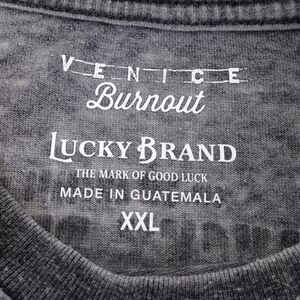 VENICE
Burnout
LUCKY BRAND
THE MARK OF GOOD LUCK
MADE IN GUATEMALA
XXL